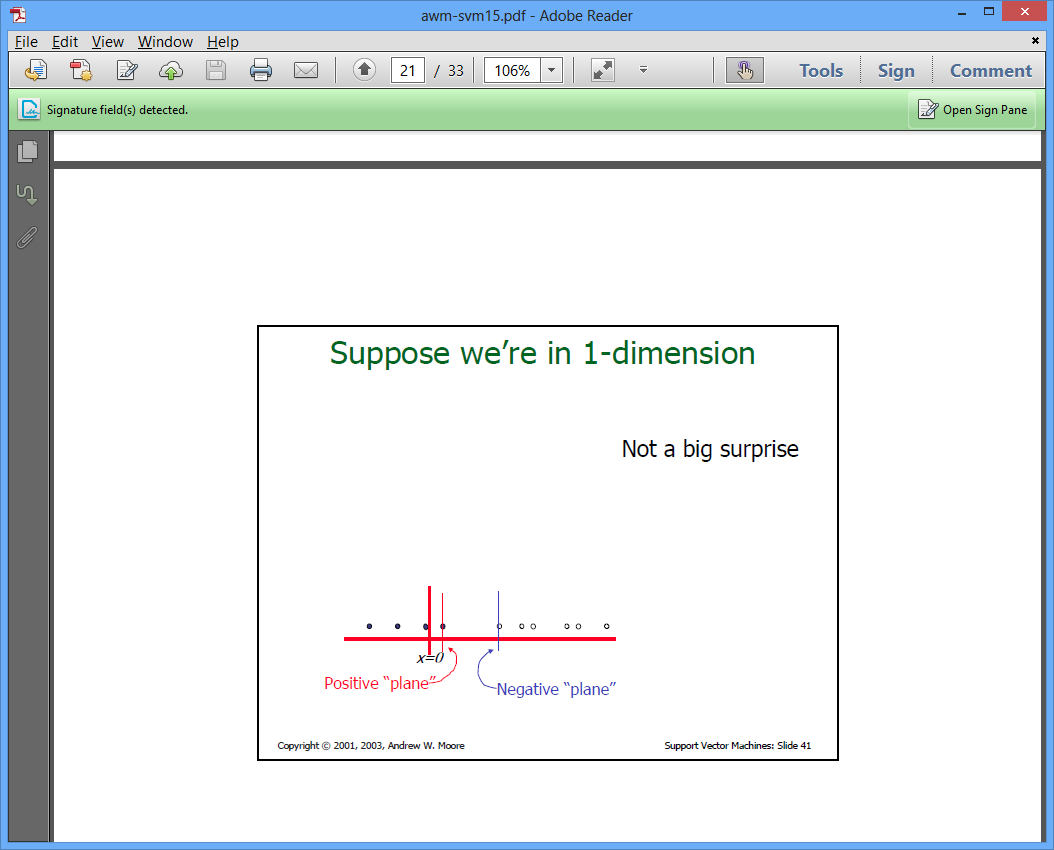 awm-svm15.pdf - Adobe Reader
File Edit View Window Help
21 / 33 106% Tools Sign Comment
Signature field(s) detected. Open Sign Pane
Suppose we’re in 1-dimension
Not a big surprise
x=0
Positive “plane”
Negative “plane”
Copyright © 2001, 2003, Andrew W. Moore Support Vector Machines: Slide 41